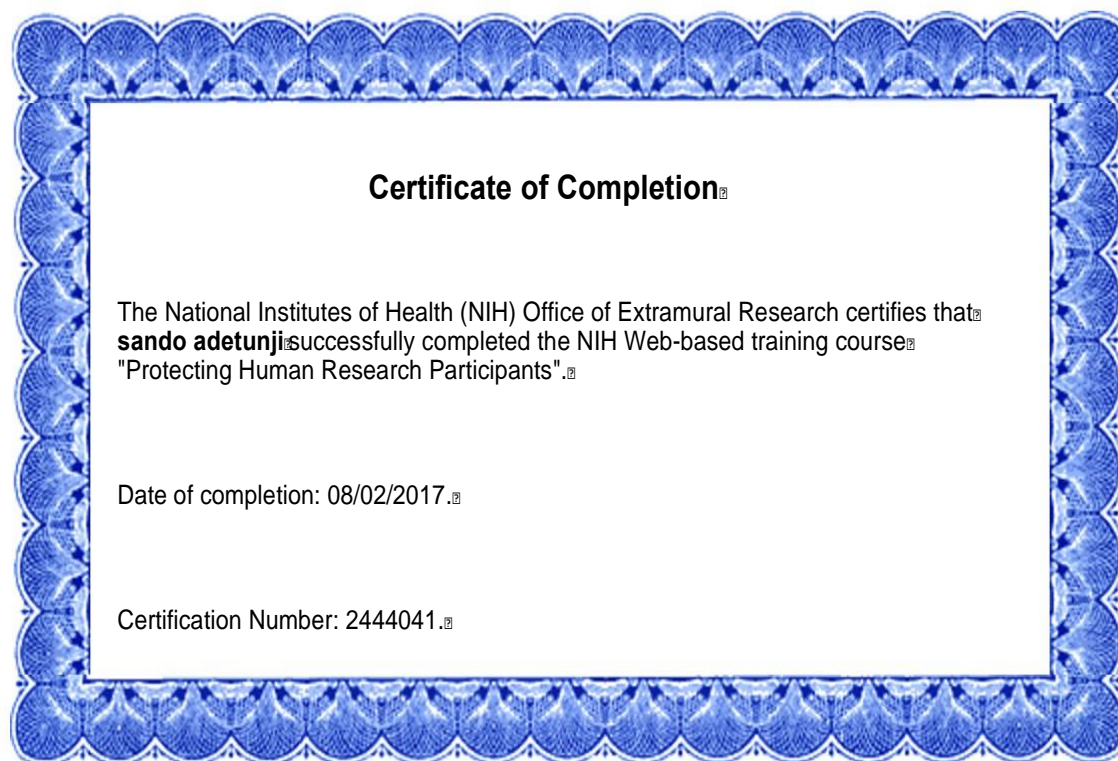 Certificate of Completion
The National Institutes of Health (NIH) Office of Extramural Research certifies that
sando adetunji successfully completed the NIH Web-based training course
"Protecting Human Research Participants".
Date of completion: 08/02/2017.
Certification Number: 2444041.